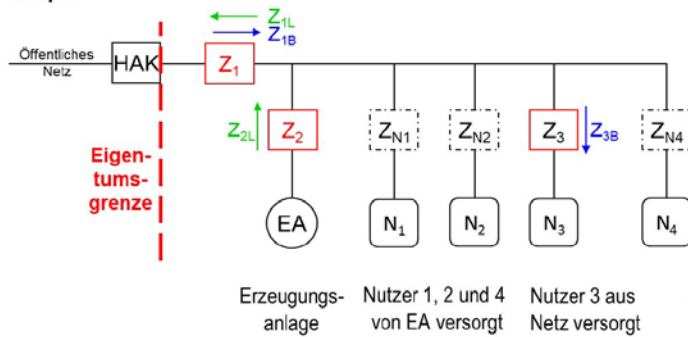 Öffentliches
Netz
HAK
Z1
Z1L
Z1B
Z2L
Z2
ZN1
ZN2
Z3
Z3B
ZN4
Eigen-
tums-
grenze
EA
N1
N2
N3
N4
Erzeugungs-
anlage
Nutzer 1, 2 und 4
von EA versorgt
Nutzer 3 aus
Netz versorgt